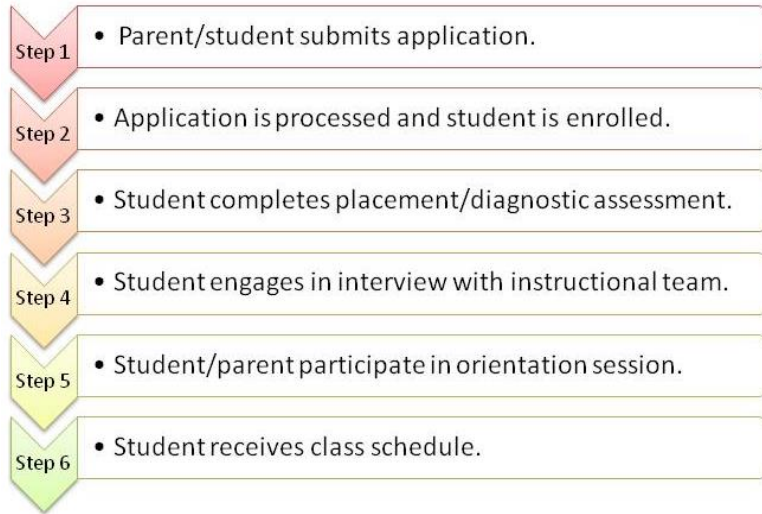 Step 1
• Parent/student submits application.
Step 2
• Application is processed and student is enrolled.
Step 3
• Student completes placement/diagnostic assessment.
Step 4
• Student engages in interview with instructional team.
Step 5
• Student/parent participate in orientation session.
Step 6
• Student receives class schedule.